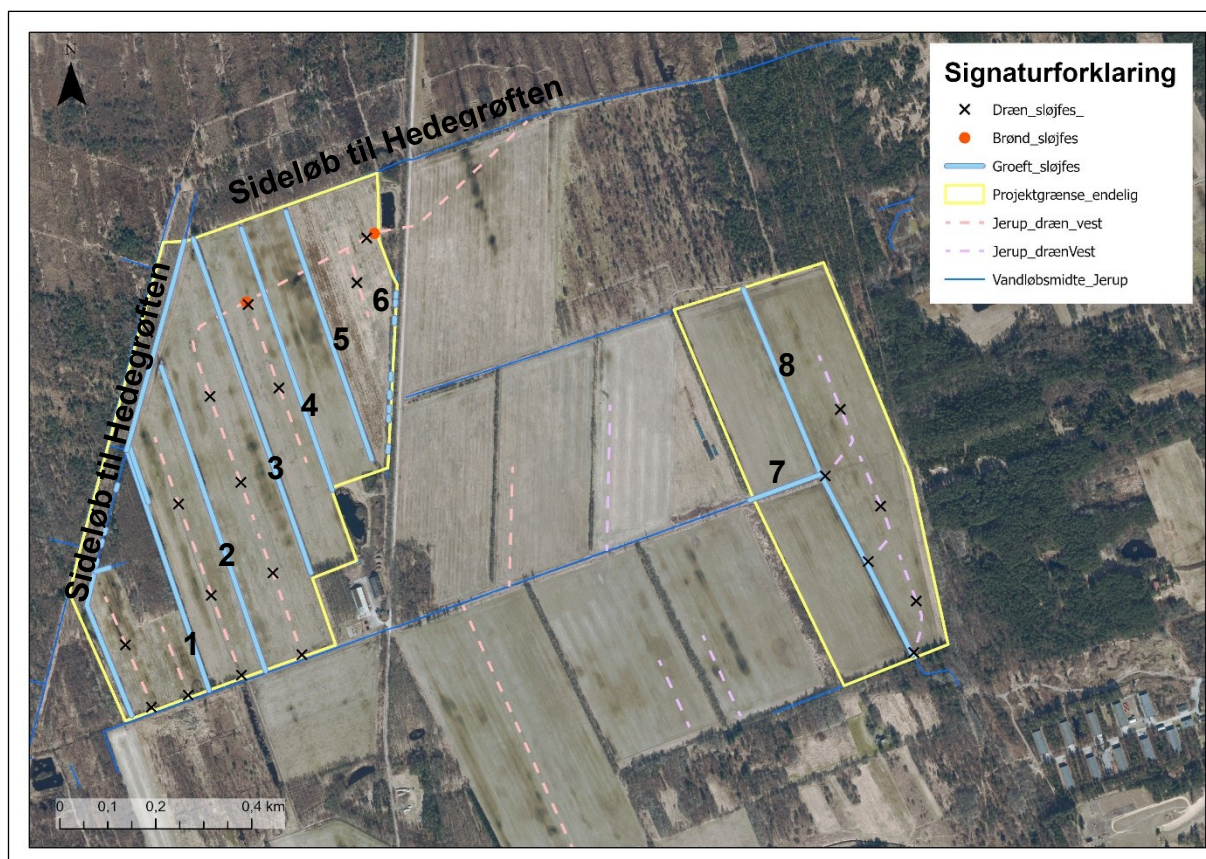 N
Sideløb til Hedegrøften
Sideløb til Hedegrøften
1
2
3
4
5
6
7
8
Signaturforklaring
Dræn_sløjfes_
Brønd_sløjfes
Groeft_sløjfes
Projektgrænse_endelig
Jerup_dræn_vest
Jerup_drænVest
Vandløbsmidte_Jerup
0 0,1 0,2 0,4 km